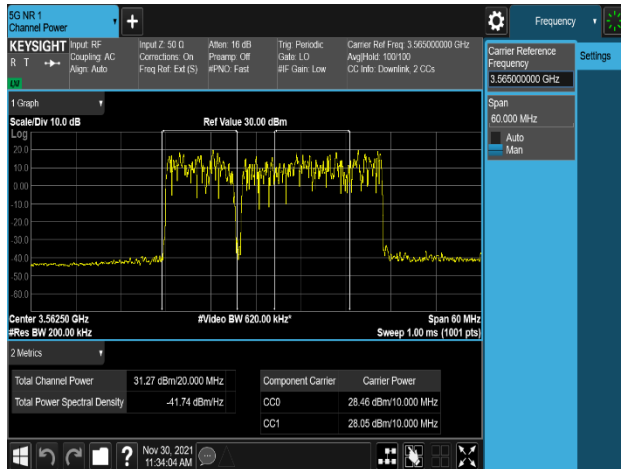 5G NR 1
Channel Power
+
Frequency
KEYSIGHT
R T
Input: RF
Coupling: AC
Align: Auto
Input Z: 50 Ω
Corrections: On
Freq Ref: Ext (S)
Atten: 16 dB
Preamp: Off
#PNO: Fast
Trig: Periodic
Gate: LO
#IF Gain: Low
Carrier Ref Freq: 3.565000000 GHz
Avg|Hold: 100/100
CC Info: Downlink, 2 CCs
Carrier Reference
Frequency
3.565000000 GHz
Settings
Span
60.000 MHz
Auto
Man
1 Graph
Scale/Div 10.0 dB
Ref Value 30.00 dBm
Log
20.0
10.0
0.00
-10.0
-20.0
-30.0
-40.0
-50.0
-60.0
Center 3.56250 GHz
#Video BW 620.00 kHz*
Span 60 MHz
#Res BW 200.00 kHz
Sweep 1.00 ms (1001 pts)
2 Metrics
Total Channel Power
31.27 dBm/20.000 MHz
Total Power Spectral Density
-41.74 dBm/Hz
Component Carrier
Carrier Power
CC0
28.46 dBm/10.000 MHz
CC1
28.05 dBm/10.000 MHz
?
Nov 30, 2021
11:34:04 AM